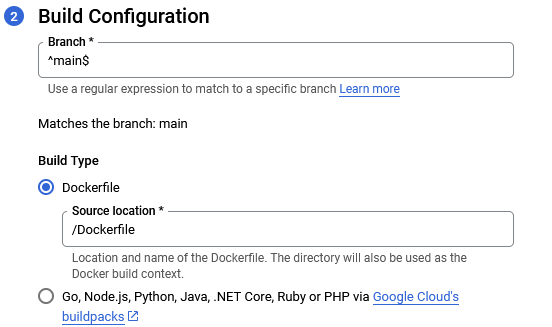 2 Build Configuration
Branch *
^main$
Use a regular expression to match to a specific branch Learn more
Matches the branch: main
Build Type
Dockerfile
Source location *
/Dockerfile
Location and name of the Dockerfile. The directory will also be used as the
Docker build context.
Go, Node.js, Python, Java, .NET Core, Ruby or PHP via Google Cloud's
buildpacks